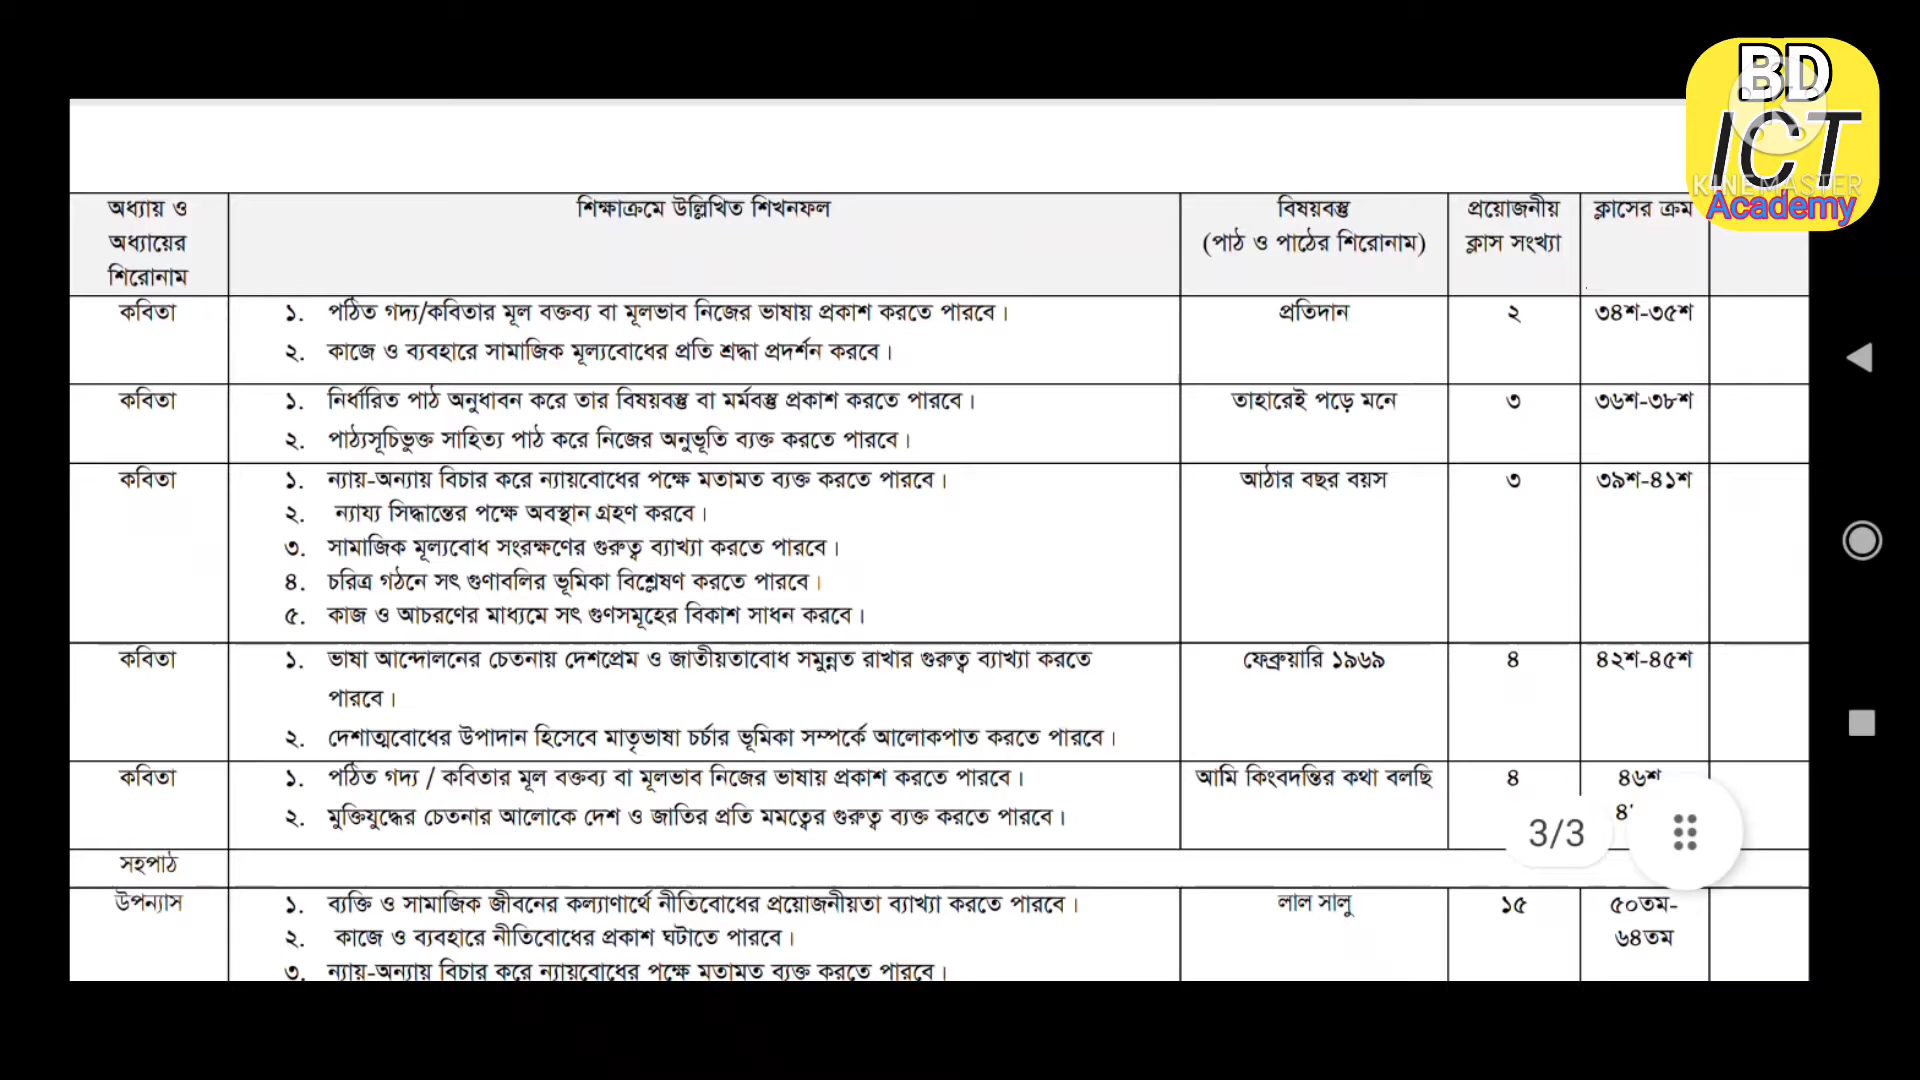 BD
ICT
KINEMASTER
Academy
অধ্যায় ও
অধ্যায়ের
শিরোনাম
শিক্ষাক্রমে উল্লিখিত শিখনফল
বিষয়বস্তু
(পাঠ ও পাঠের শিরোনাম)
প্রয়োজনীয়
ক্লাস সংখ্যা
ক্লাসের ক্রম
কবিতা
১. পঠিত গদ্য/কবিতার মূল বক্তব্য বা মূলভাব নিজের ভাষায় প্রকাশ করতে পারবে।
২. কাজে ও ব্যবহারে সামাজিক মূল্যবোধের প্রতি শ্রদ্ধা প্রদর্শন করবে।
প্রতিদান
২
৩৪শ-৩৫শ
কবিতা
১. নির্ধারিত পাঠ অনুধাবন করে তার বিষয়বস্তু বা মর্মবস্তু প্রকাশ করতে পারবে।
২. পাঠ্যসূচিভুক্ত সাহিত্য পাঠ করে নিজের অনুভূতি ব্যক্ত করতে পারবে।
তাহারেই পড়ে মনে
৩
৩৬শ-৩৮শ
কবিতা
১. ন্যায়-অন্যায় বিচার করে ন্যায়বোধের পক্ষে মতামত ব্যক্ত করতে পারবে।
২. ন্যায্য সিদ্ধান্তের পক্ষে অবস্থান গ্রহণ করবে।
৩. সামাজিক মূল্যবোধ সংরক্ষণের গুরুত্ব ব্যাখ্যা করতে পারবে।
৪. চরিত্র গঠনে সৎ গুণাবলির ভূমিকা বিশ্লেষণ করতে পারবে।
৫. কাজ ও আচরণের মাধ্যমে সৎ গুণসমূহের বিকাশ সাধন করবে।
আঠার বছর বয়স
৩
৩৯শ-৪১শ
কবিতা
১. ভাষা আন্দোলনের চেতনায় দেশপ্রেম ও জাতীয়তাবোধ সমুন্নত রাখার গুরুত্ব ব্যাখ্যা করতে
পারবে।
২. দেশাত্মবোধের উপাদান হিসেবে মাতৃভাষা চর্চার ভূমিকা সম্পর্কে আলোকপাত করতে পারবে।
ফেব্রুয়ারি ১৯৬৯
৪
৪২শ-৪৫শ
কবিতা
১. পঠিত গদ্য / কবিতার মূল বক্তব্য বা মূলভাব নিজের ভাষায় প্রকাশ করতে পারবে।
২. মুক্তিযুদ্ধের চেতনার আলোকে দেশ ও জাতির প্রতি মমত্বের গুরুত্ব ব্যক্ত করতে পারবে।
আমি কিংবদন্তির কথা বলছি
৪
৪৬শ
3/3
সহপাঠ
উপন্যাস
১. ব্যক্তি ও সামাজিক জীবনের কল্যাণার্থে নীতিবোধের প্রয়োজনীয়তা ব্যাখ্যা করতে পারবে।
২. কাজে ও ব্যবহারে নীতিবোধের প্রকাশ ঘটাতে পারবে।
৩. ন্যায়-অন্যায় বিচার করে ন্যায়বোধের পক্ষে মতামত ব্যক্ত করতে পারবে।
লাল সালু
১৫
৫০তম-
৬৪তম